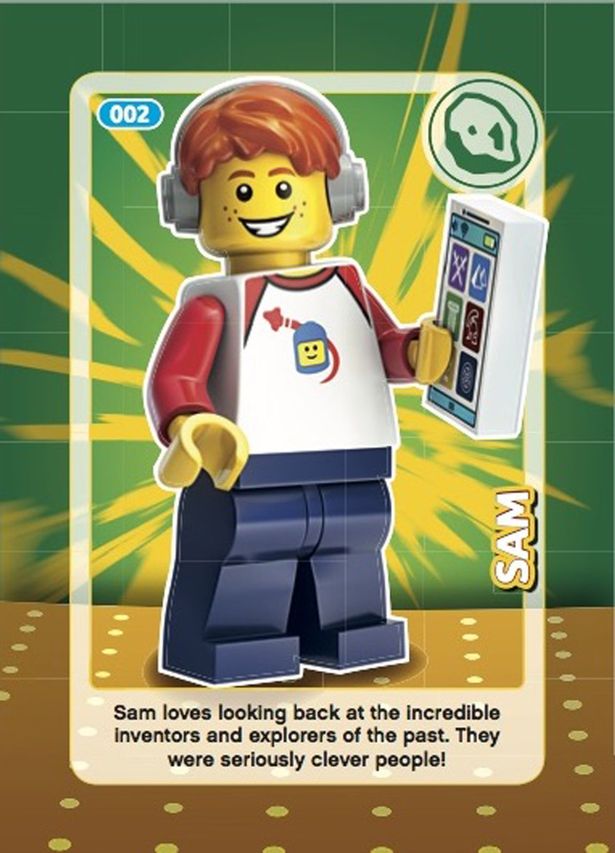 002
SAM
Sam loves looking back at the incredible
inventors and explorers of the past. They
were seriously clever people!